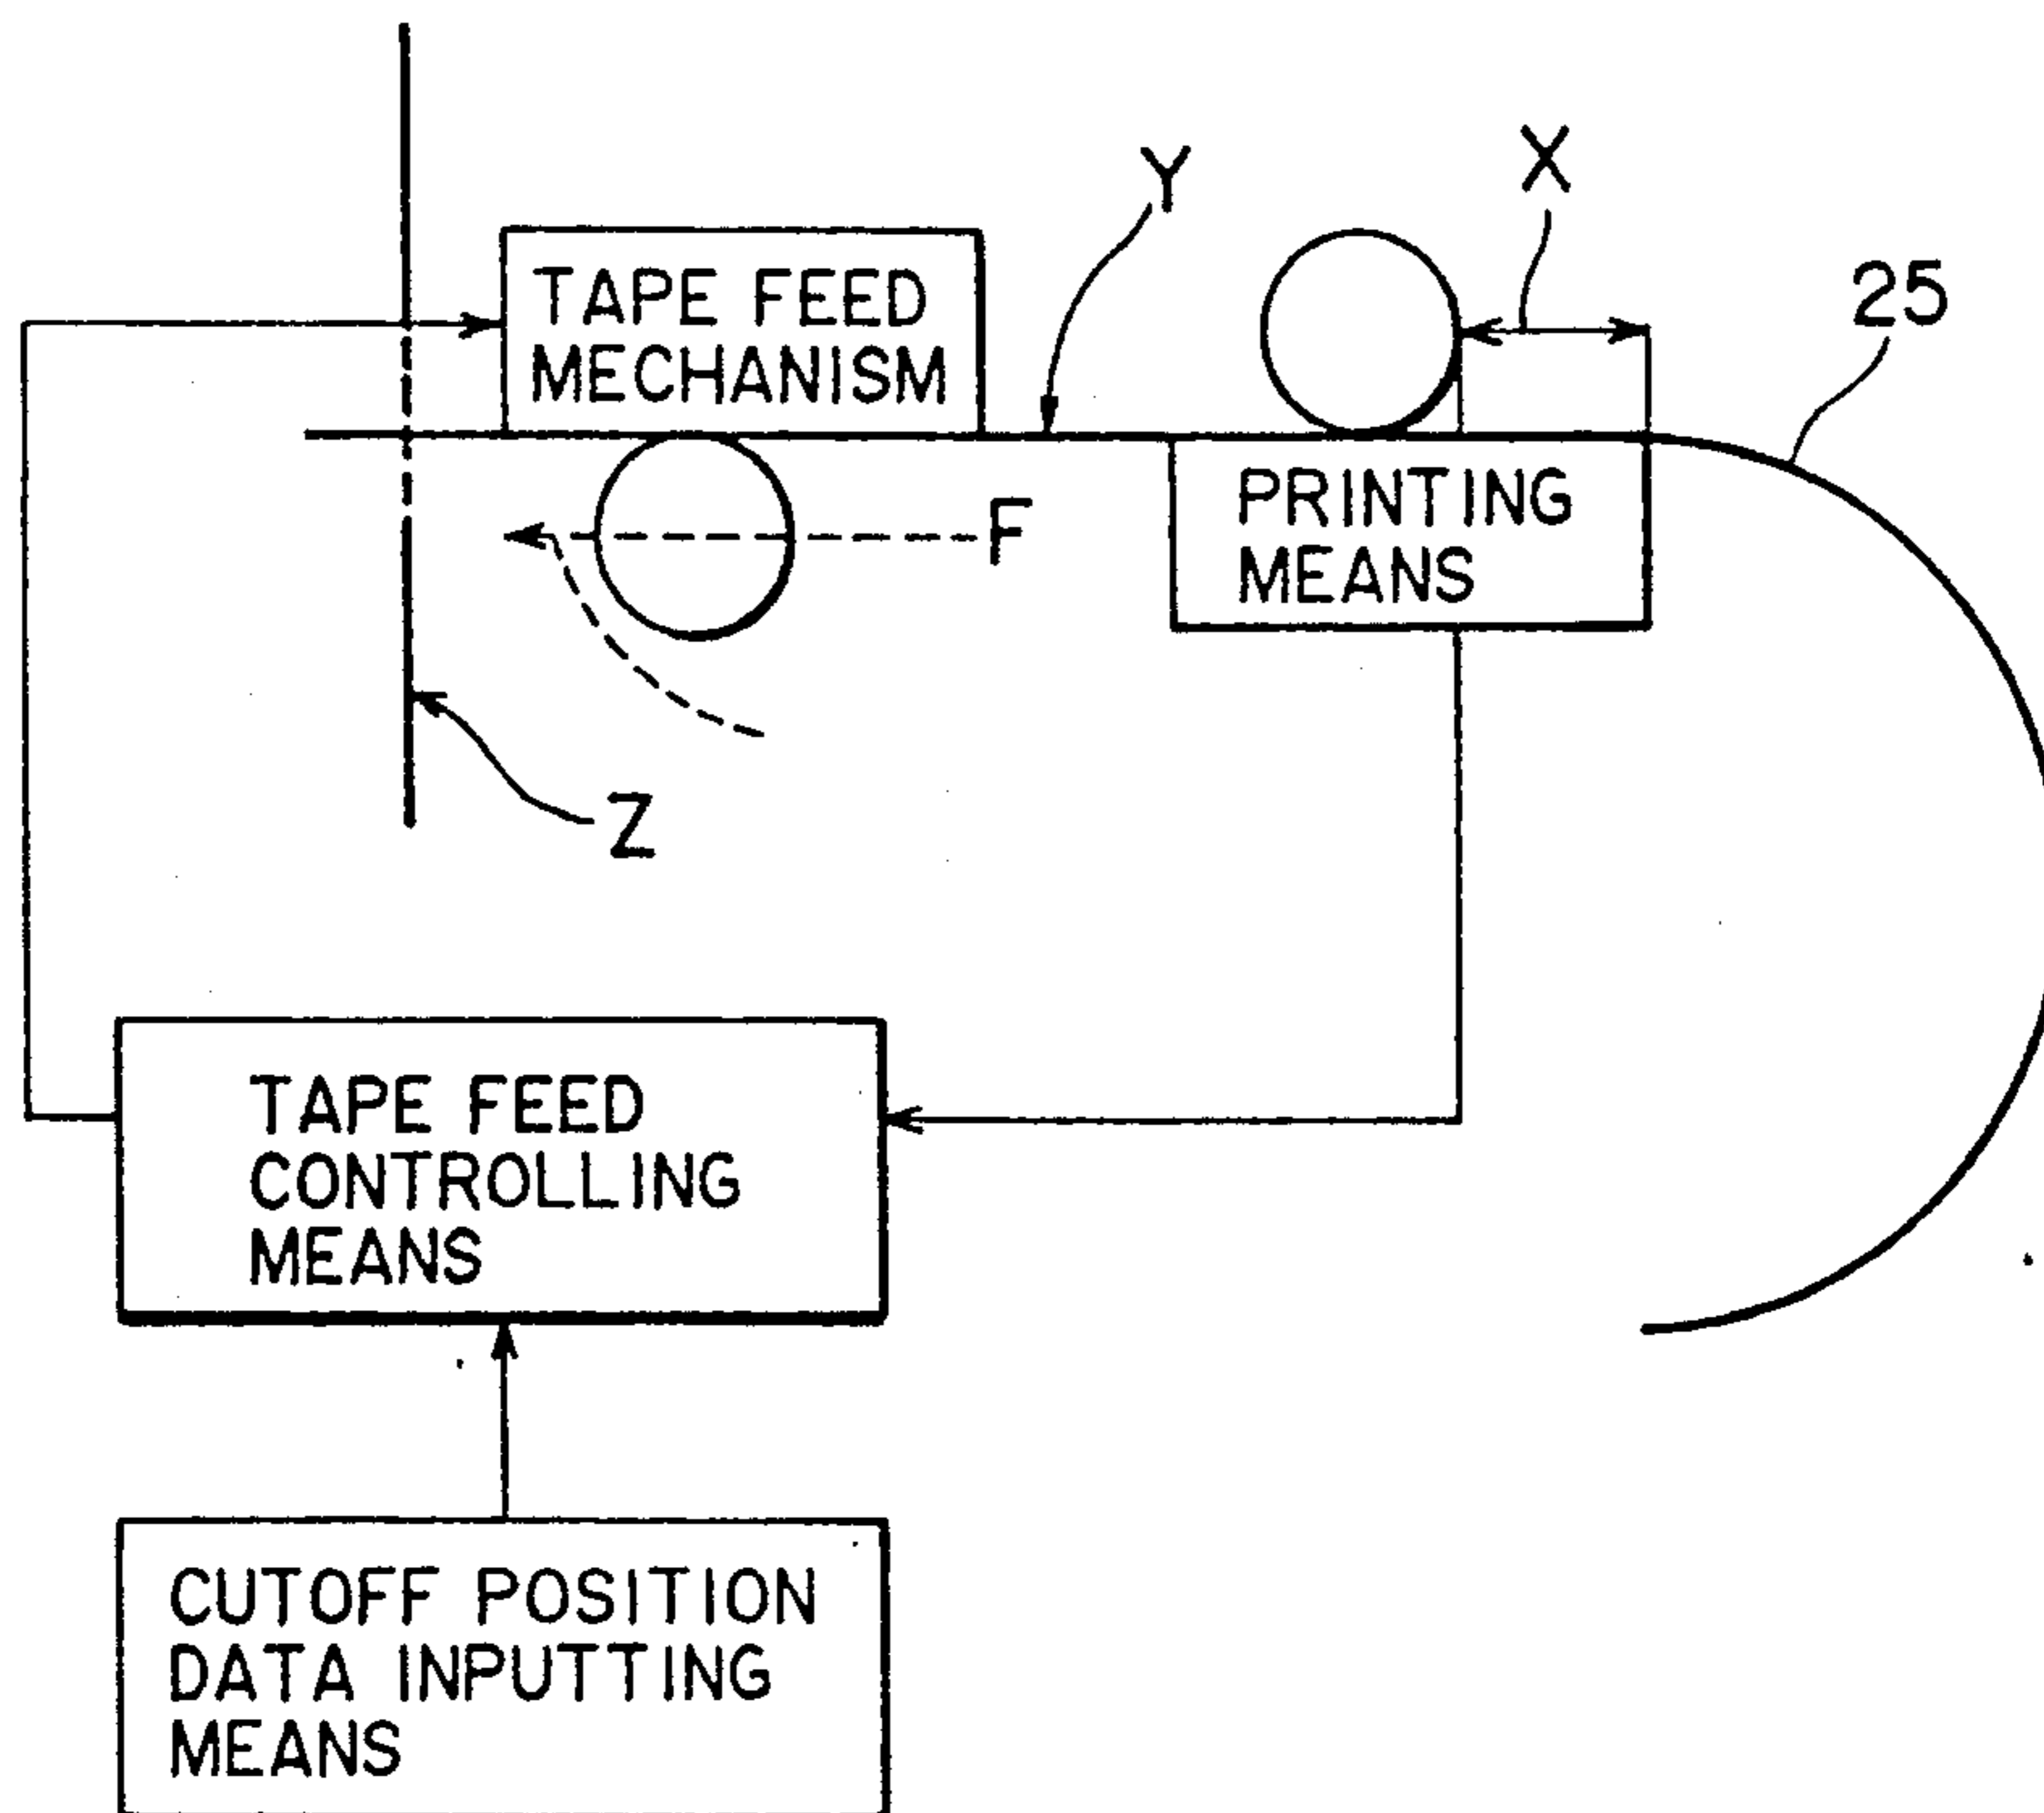 Y
X
25
TAPE FEED
MECHANISM
F
PRINTING
MEANS
Z
TAPE FEED
CONTROLLING
MEANS
CUTOFF POSITION
DATA INPUTTING
MEANS